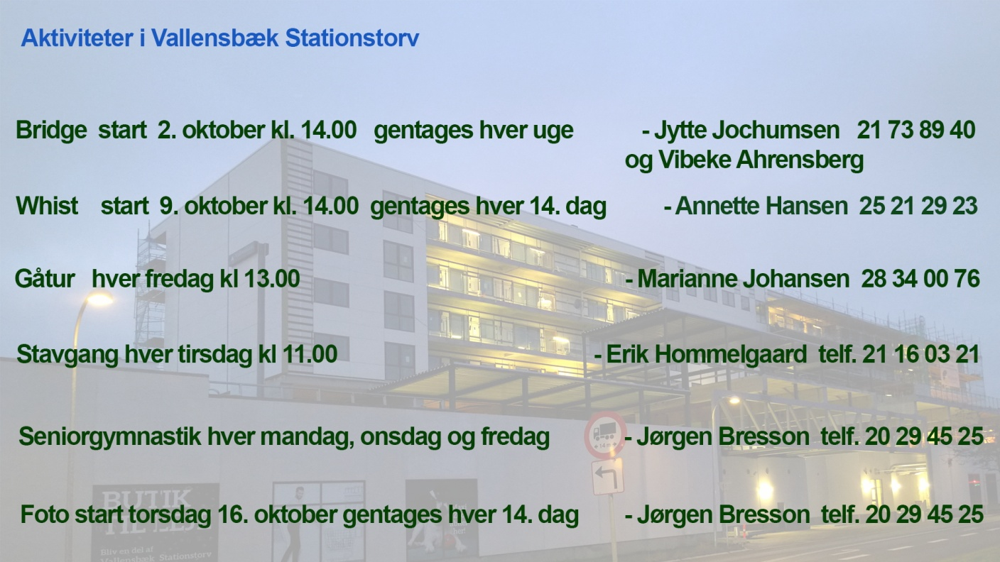 Aktiviteter i Vallensbæk Stationstorv
Bridge start 2. oktober kl. 14.00 gentages hver uge - Jytte Jochumsen 21 73 89 40
og Vibeke Ahrensberg
Whist start 9. oktober kl. 14.00 gentages hver 14. dag - Annette Hansen 25 21 29 23
Gåtur hver fredag kl 13.00 - Marianne Johansen 28 34 00 76
Stavgang hver tirsdag kl 11.00 - Erik Hommelgaard telf. 21 16 03 21
Seniorgymnastik hver mandag, onsdag og fredag - Jørgen Bresson telf. 20 29 45 25
14 m
Foto start torsdag 16. oktober gentages hver 14. dag - Jørgen Bresson telf. 20 29 45 25
BUTIK
her!
Bliv en del af
Vallensbæk Stationstorv